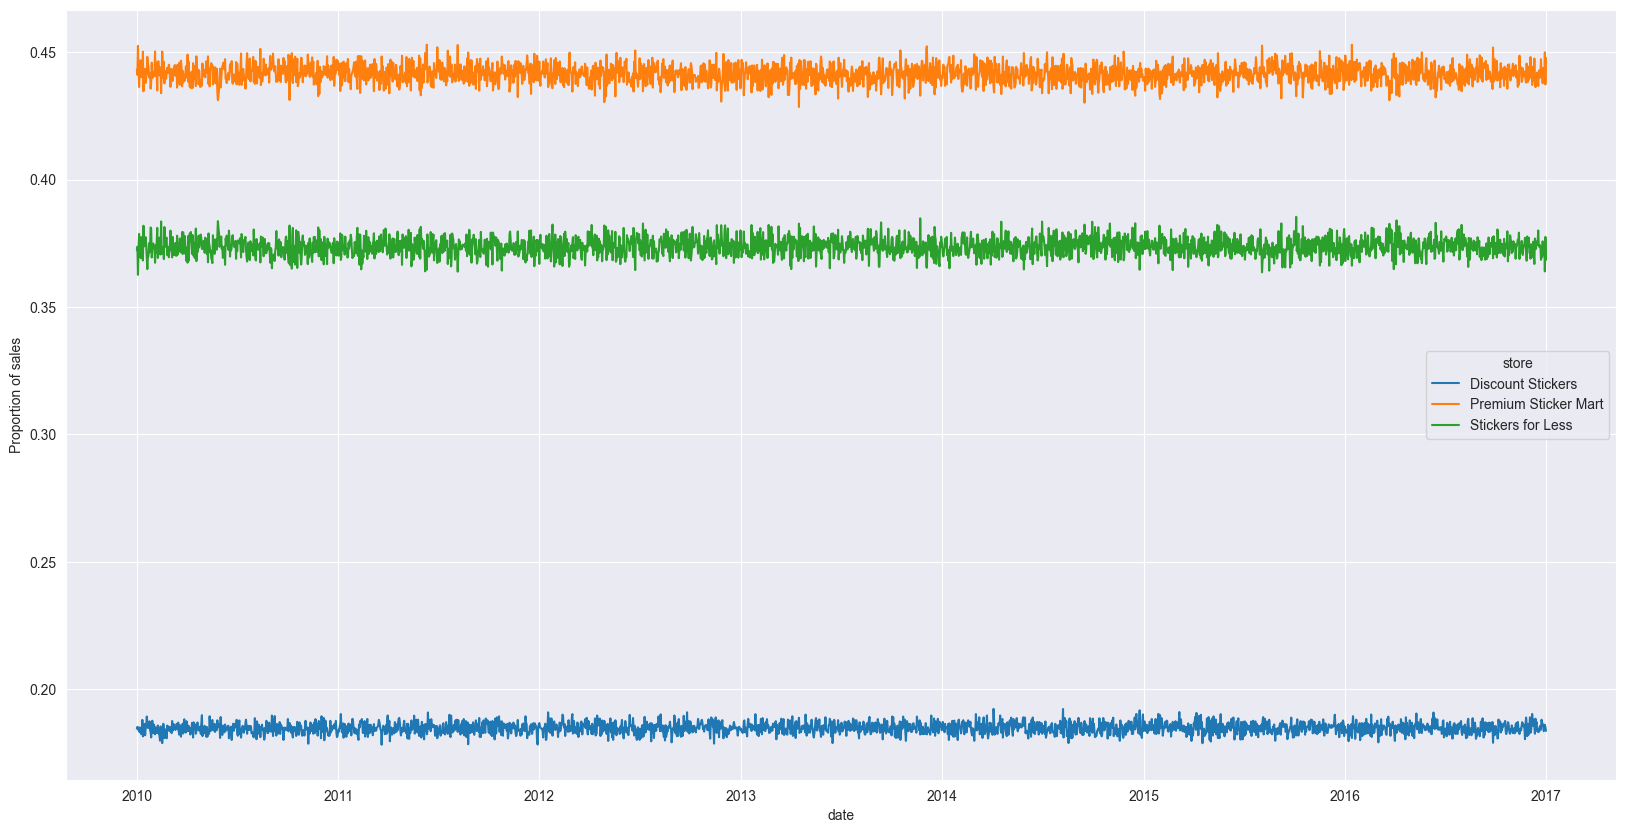 0.45
0.40
0.35
0.30
0.25
0.20
Proportion of sales
store
Discount Stickers
Premium Sticker Mart
Stickers for Less
2010 2011 2012 2013 2014 2015 2016 2017
date